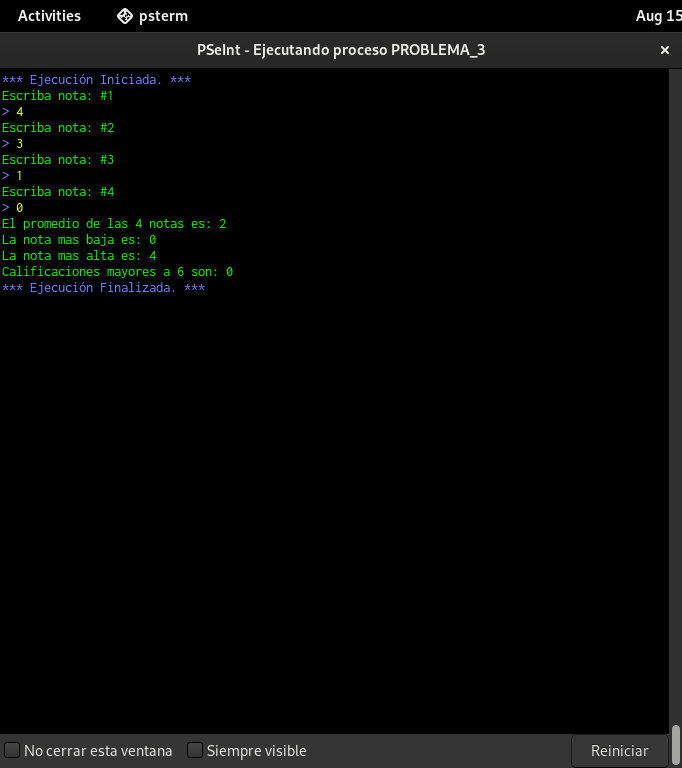 Activities psterm Aug 15
PSeInt - Ejecutando proceso PROBLEMA_3 ×
*** Ejecución Iniciada. ***
Escriba nota: #1
> 4
Escriba nota: #2
> 3
Escriba nota: #3
> 1
Escriba nota: #4
> 0
El promedio de las 4 notas es: 2
La nota mas baja es: 0
La nota mas alta es: 4
Calificaciones mayores a 6 son: 0
*** Ejecución Finalizada. ***
No cerrar esta ventana Siempre visible Reiniciar